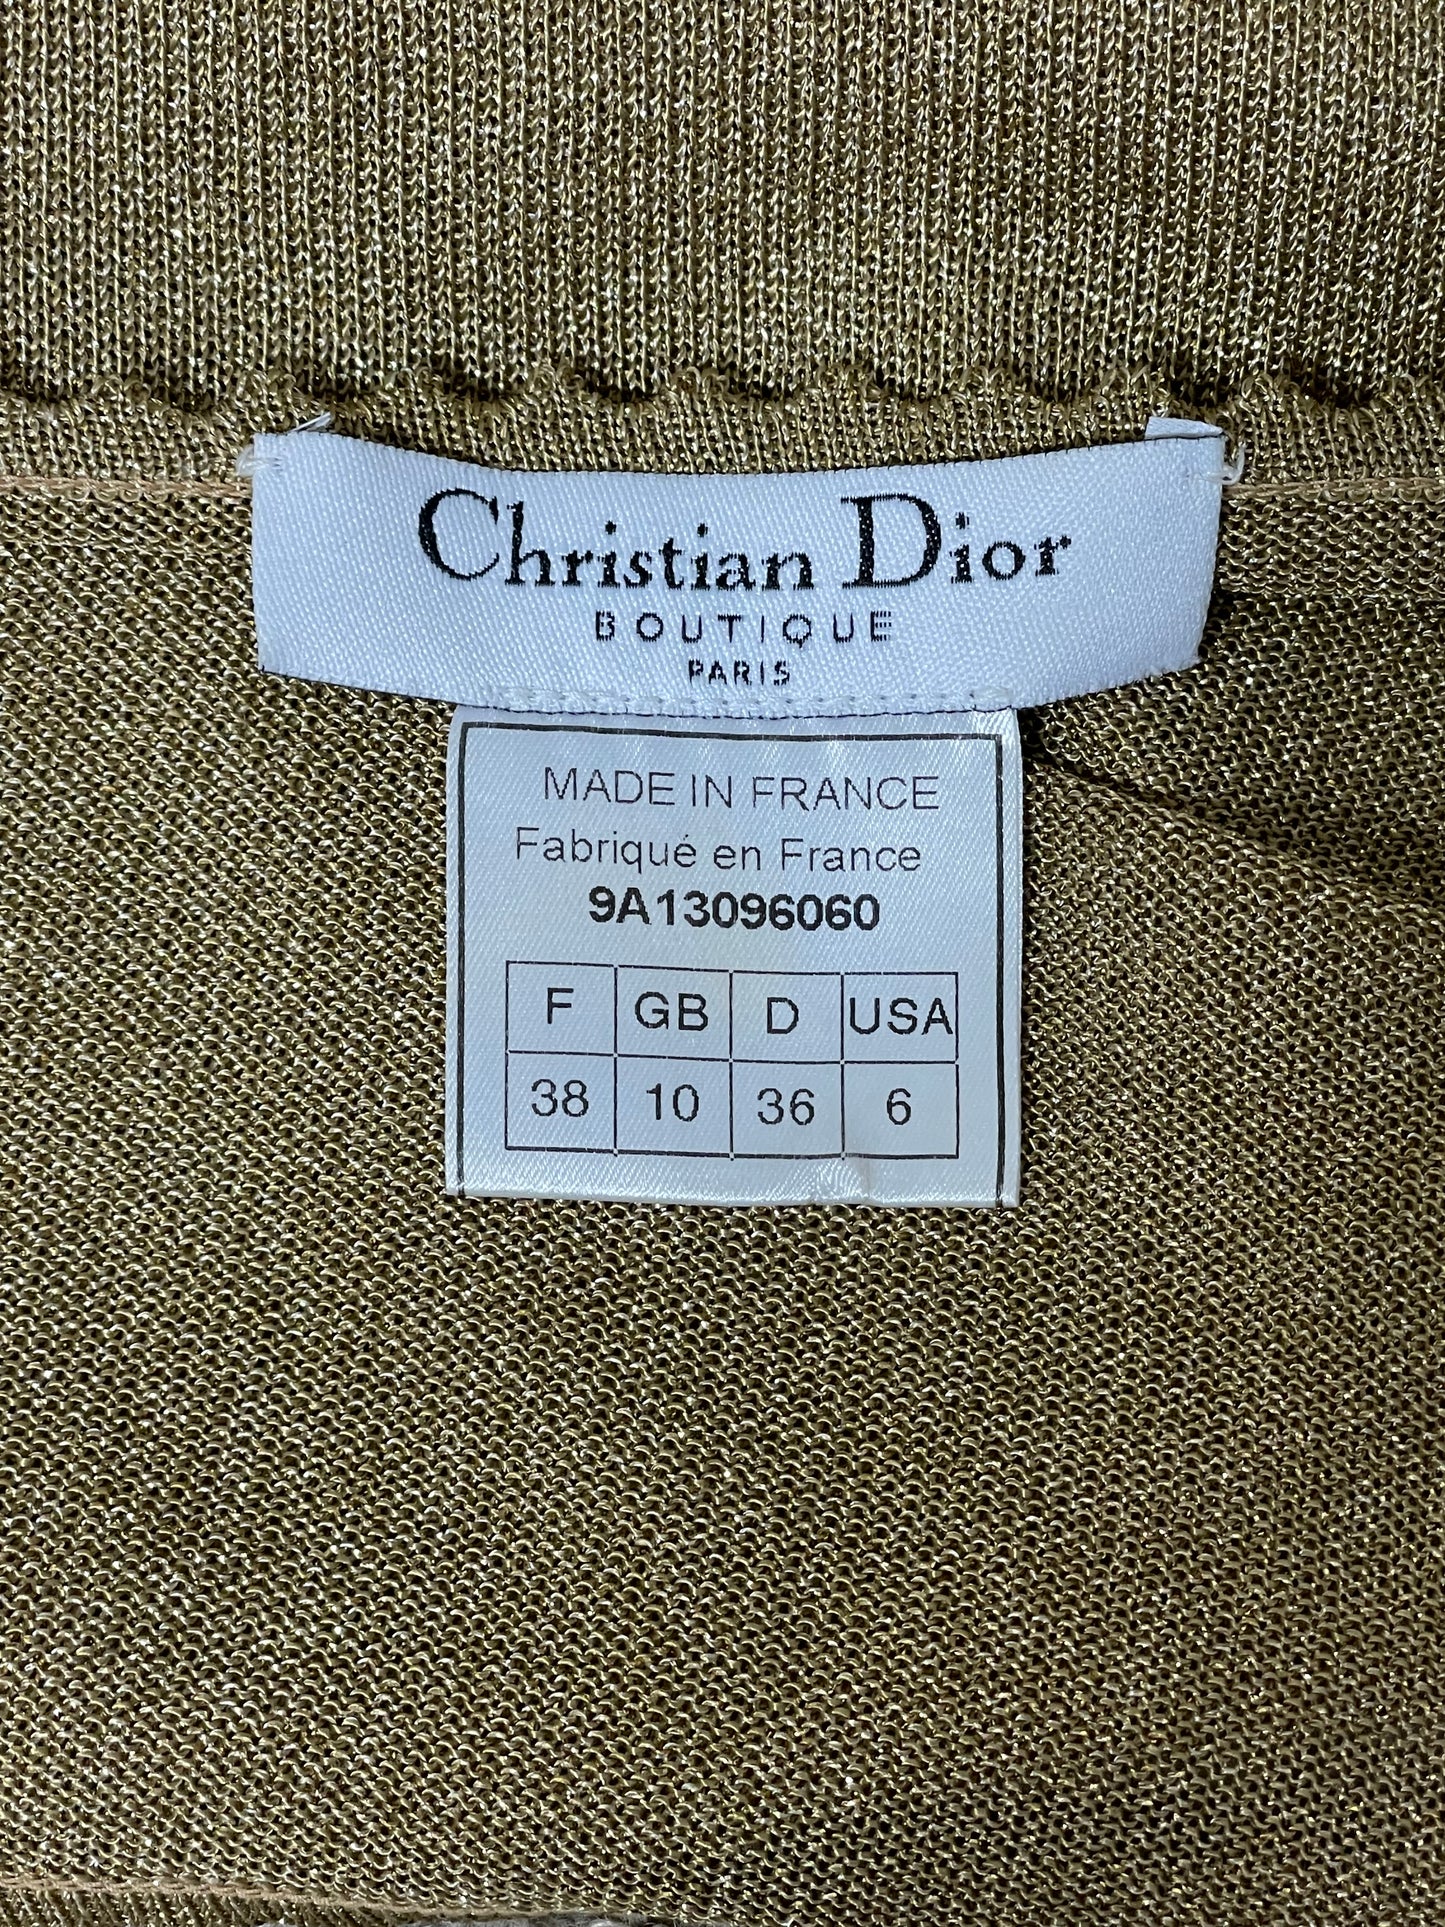 Christian Dior
BOUTIQUE
PARIS
MADE IN FRANCE
Fabriqué en France
9A13096060
F GB D USA
38 10 36 6